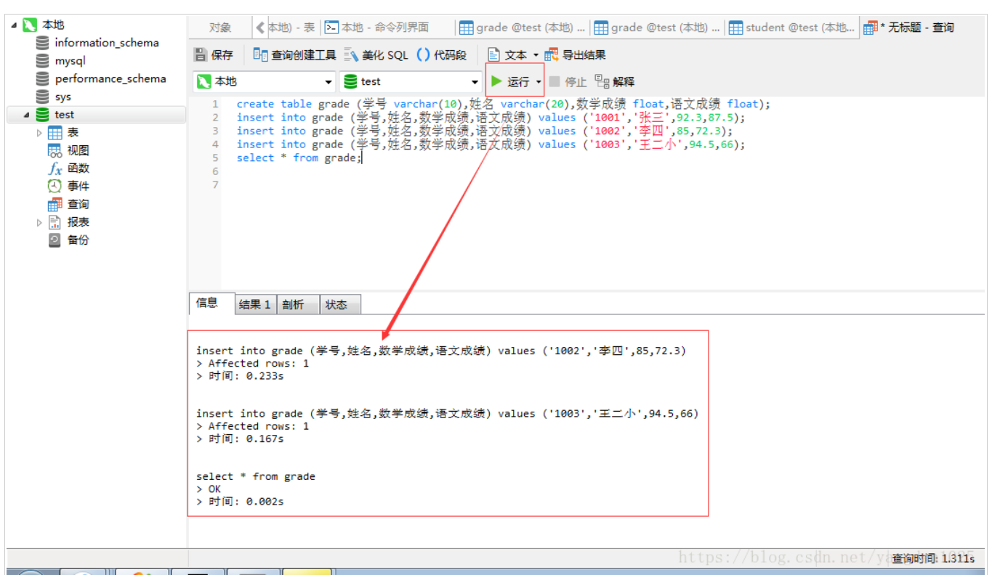 本地
information_schema
mysql
performance_schema
sys
test
表
视图
函数
事件
查询
报表
备份
对象 本地) - 表 本地 - 命令列界面 grade @test (本地) ... grade @test (本地) ... student @test (本地... * 无标题 - 查询
保存 查询创建工具 美化 SQL () 代码段 文本 导出结果
本地 test 运行 停止 解释
1 create table grade (学号 varchar(10),姓名 varchar(20),数学成绩 float,语文成绩 float);
2 insert into grade (学号,姓名,数学成绩,语文成绩) values ('1001','张三',92.3,87.5);
3 insert into grade (学号,姓名,数学成绩,语文成绩) values ('1002','李四',85,72.3);
4 insert into grade (学号,姓名,数学成绩,语文成绩) values ('1003','王二小',94.5,66);
5 select * from grade;
6
7
信息 结果 1 剖析 状态
insert into grade (学号,姓名,数学成绩,语文成绩) values ('1002','李四',85,72.3)
> Affected rows: 1
> 时间: 0.233s
insert into grade (学号,姓名,数学成绩,语文成绩) values ('1003','王二小',94.5,66)
> Affected rows: 1
> 时间: 0.167s
select * from grade
> OK
> 时间: 0.002s
查询时间: 1.311s